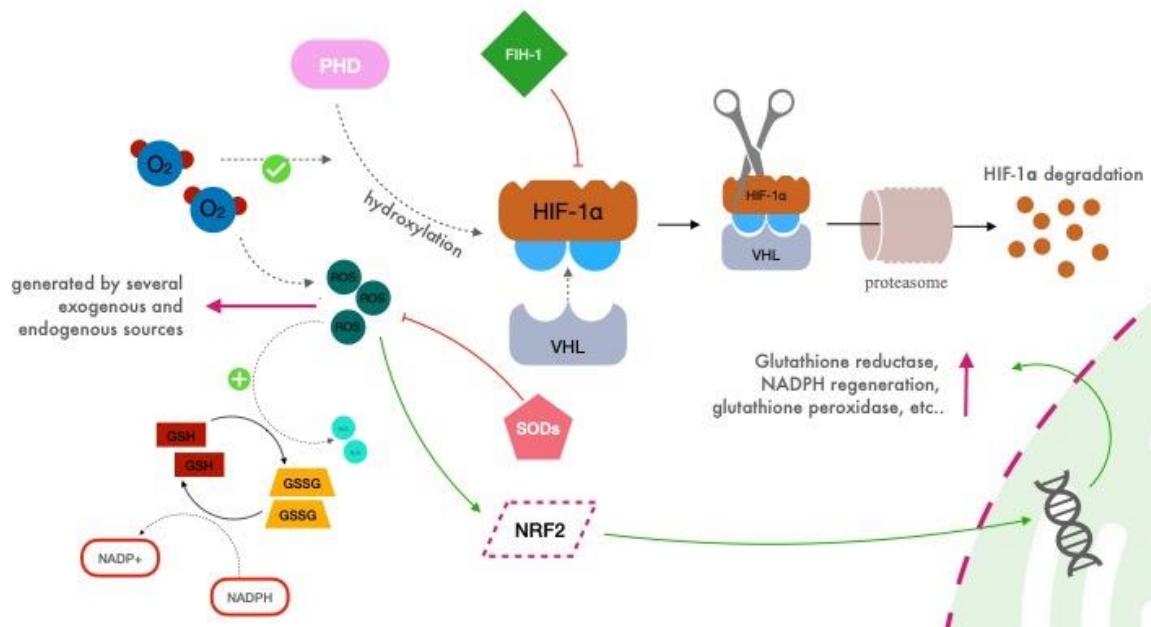 PHD
FIH-1
O2
O2
hydroxylation
HIF-1α
VHL
HIF-1α
VHL
proteasome
HIF-1α degradation
generated by several
exogenous and
endogenous sources
ROS
ROS
ROS
SODs
Glutathione reductase,
NADPH regeneration,
glutathione peroxidase, etc..
GSH
GSH
GSSG
GSSG
NADP+
NADPH
NRF2